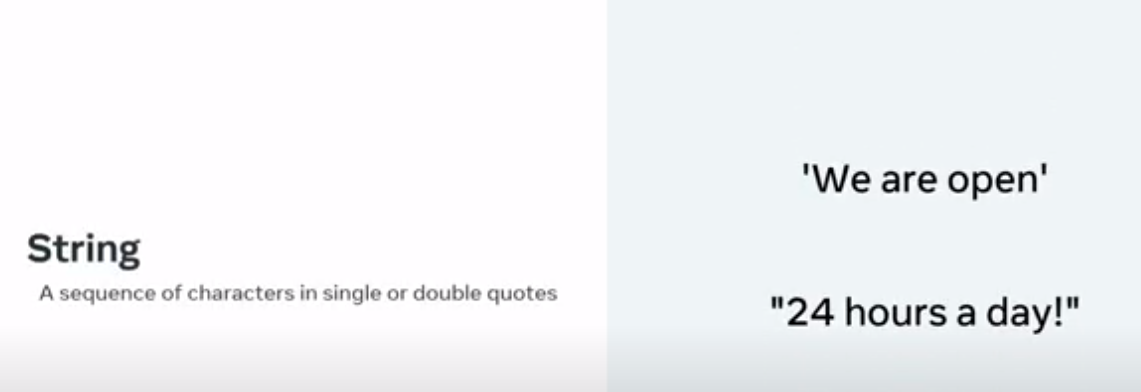 String
A sequence of characters in single or double quotes
'We are open'
"24 hours a day!"